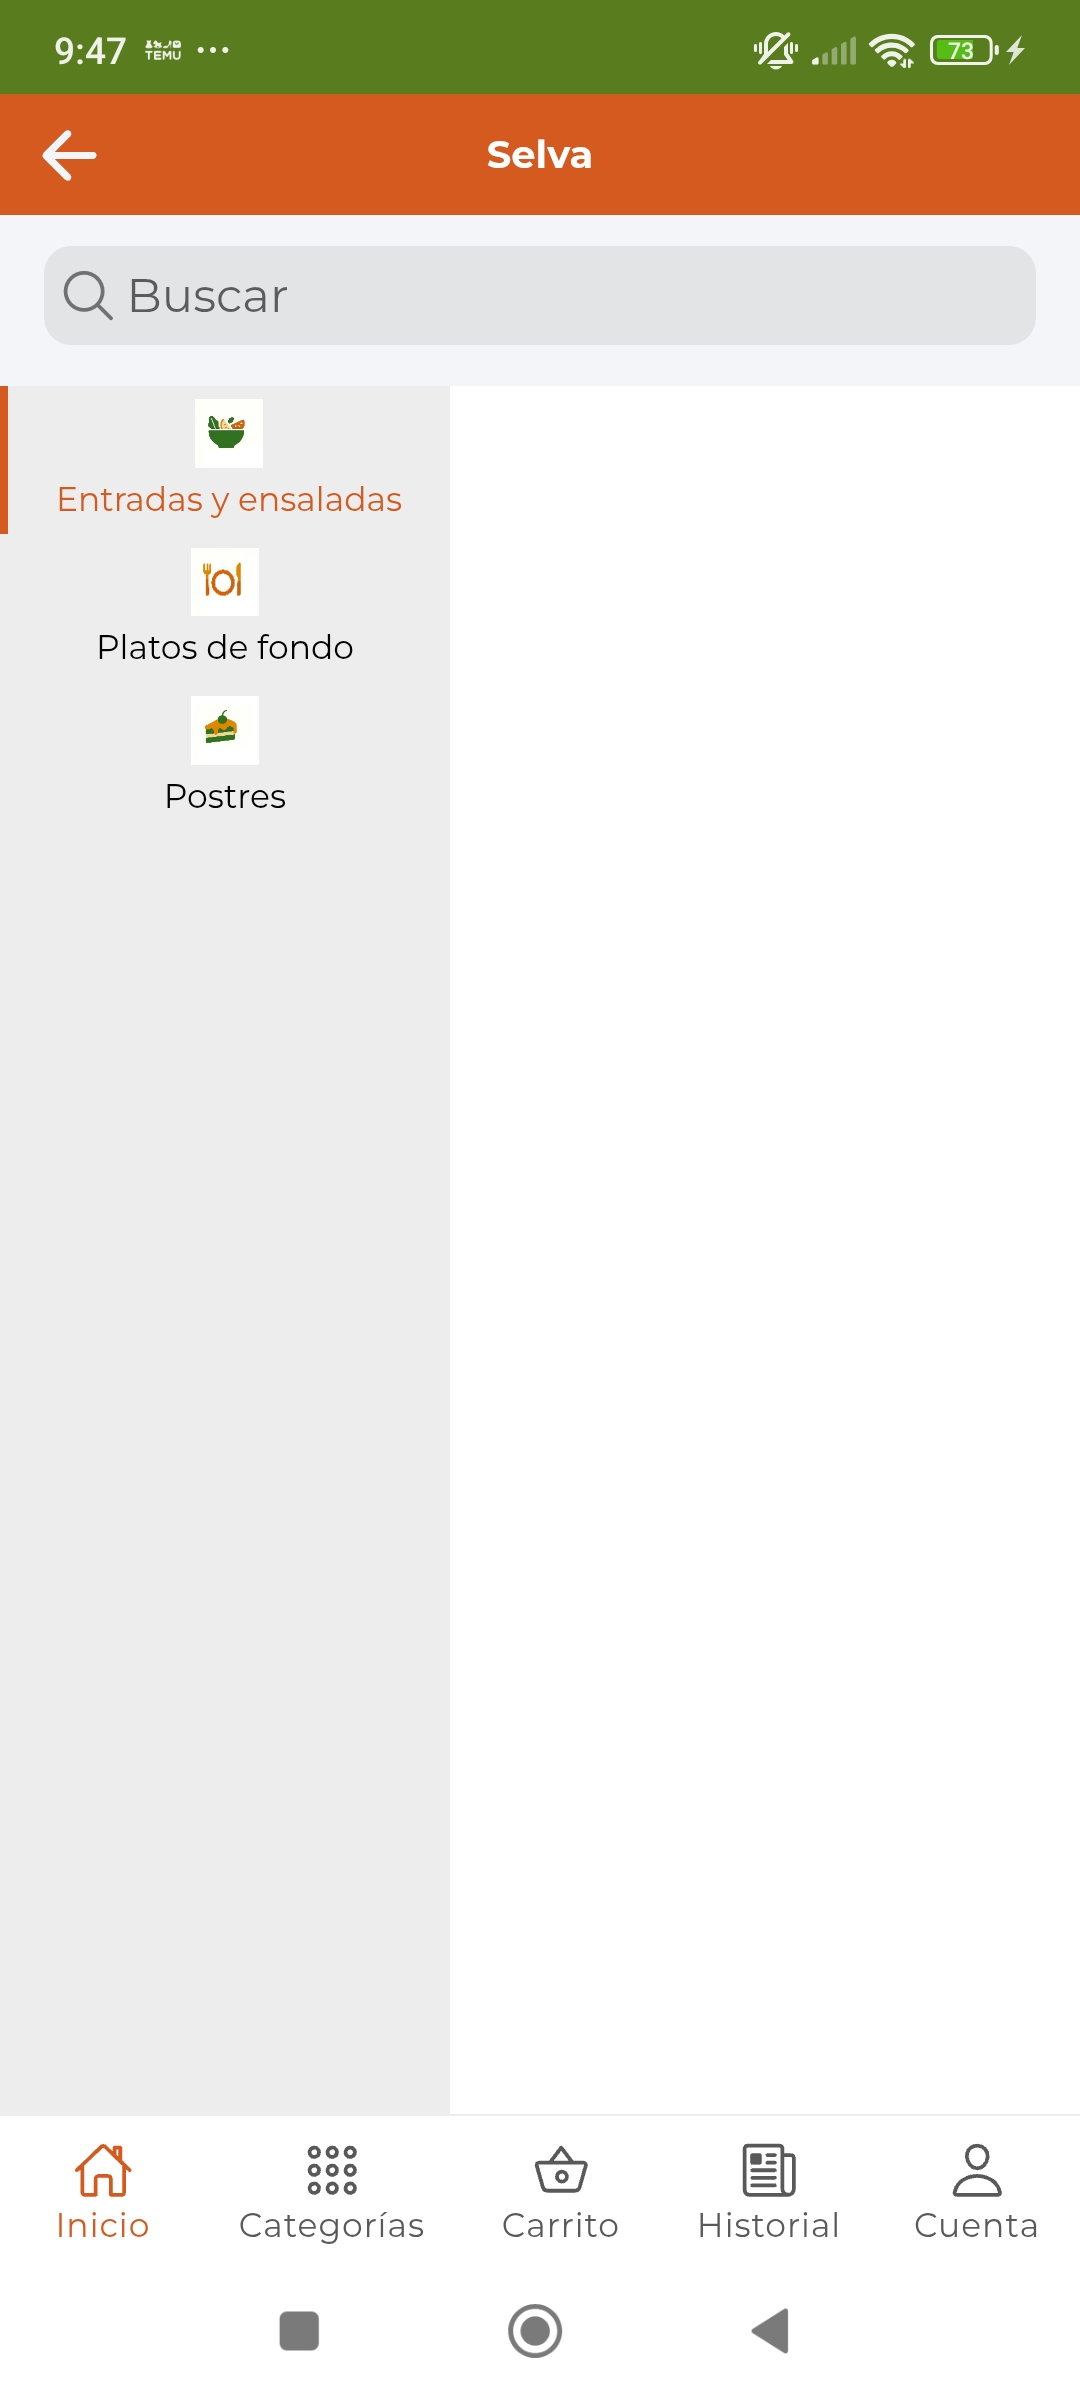 9:47 TEMU 73
Selva
Buscar
Entradas y ensaladas
Platos de fondo
Postres
Inicio Categorías Carrito Historial Cuenta